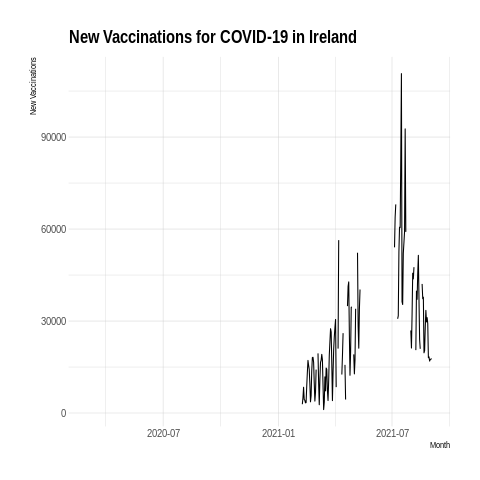 New Vaccinations for COVID-19 in Ireland
New Vaccinations
90000
60000
30000
0
2020-07 2021-01 2021-07
Month